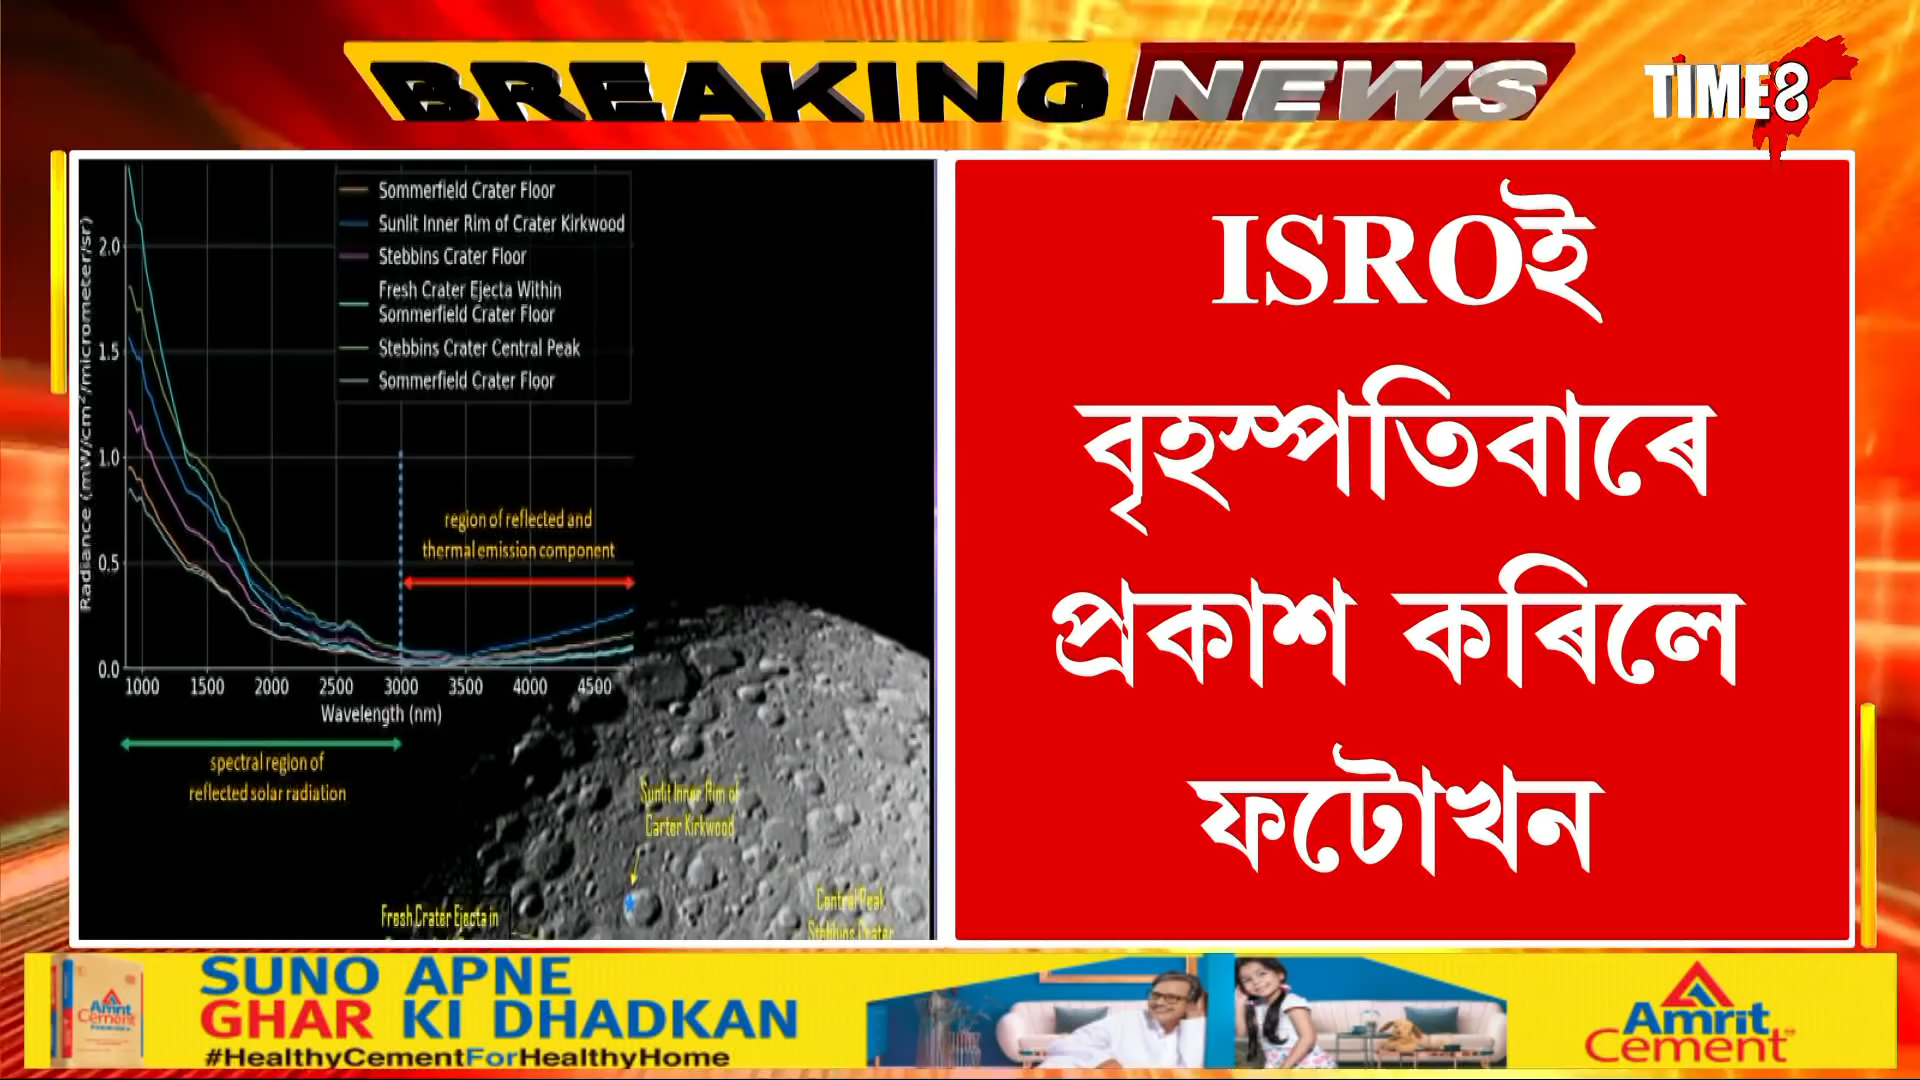 BREAKING NEWS
TIME8
Sommerfield Crater Floor
Sunlit Inner Rim of Crater Kirkwood
Stebbins Crater Floor
Fresh Crater Ejecta Within
Sommerfield Crater Floor
Stebbins Crater Central Peak
Sommerfield Crater Floor
Radiance (mW/cm²/micrometer/sr)
2.0
1.5
1.0
0.5
0.0
region of reflected and
thermal emission component
1000 1500 2000 2500 3000 3500 4000 4500
Wavelength (nm)
spectral region of
reflected solar radiation
Sunlit Inner Rim of
Carter Kirkwood
Fresh Crater Ejecta in
Central Peak
Stebbins Crater
ISROই
বৃহস্পতিবাৰে
প্ৰকাশ কৰিলে
ফটোখন
SUNO APNE
GHAR KI DHADKAN
#HealthyCementForHealthyHome
Amrit
Cement
Amrit
Cement